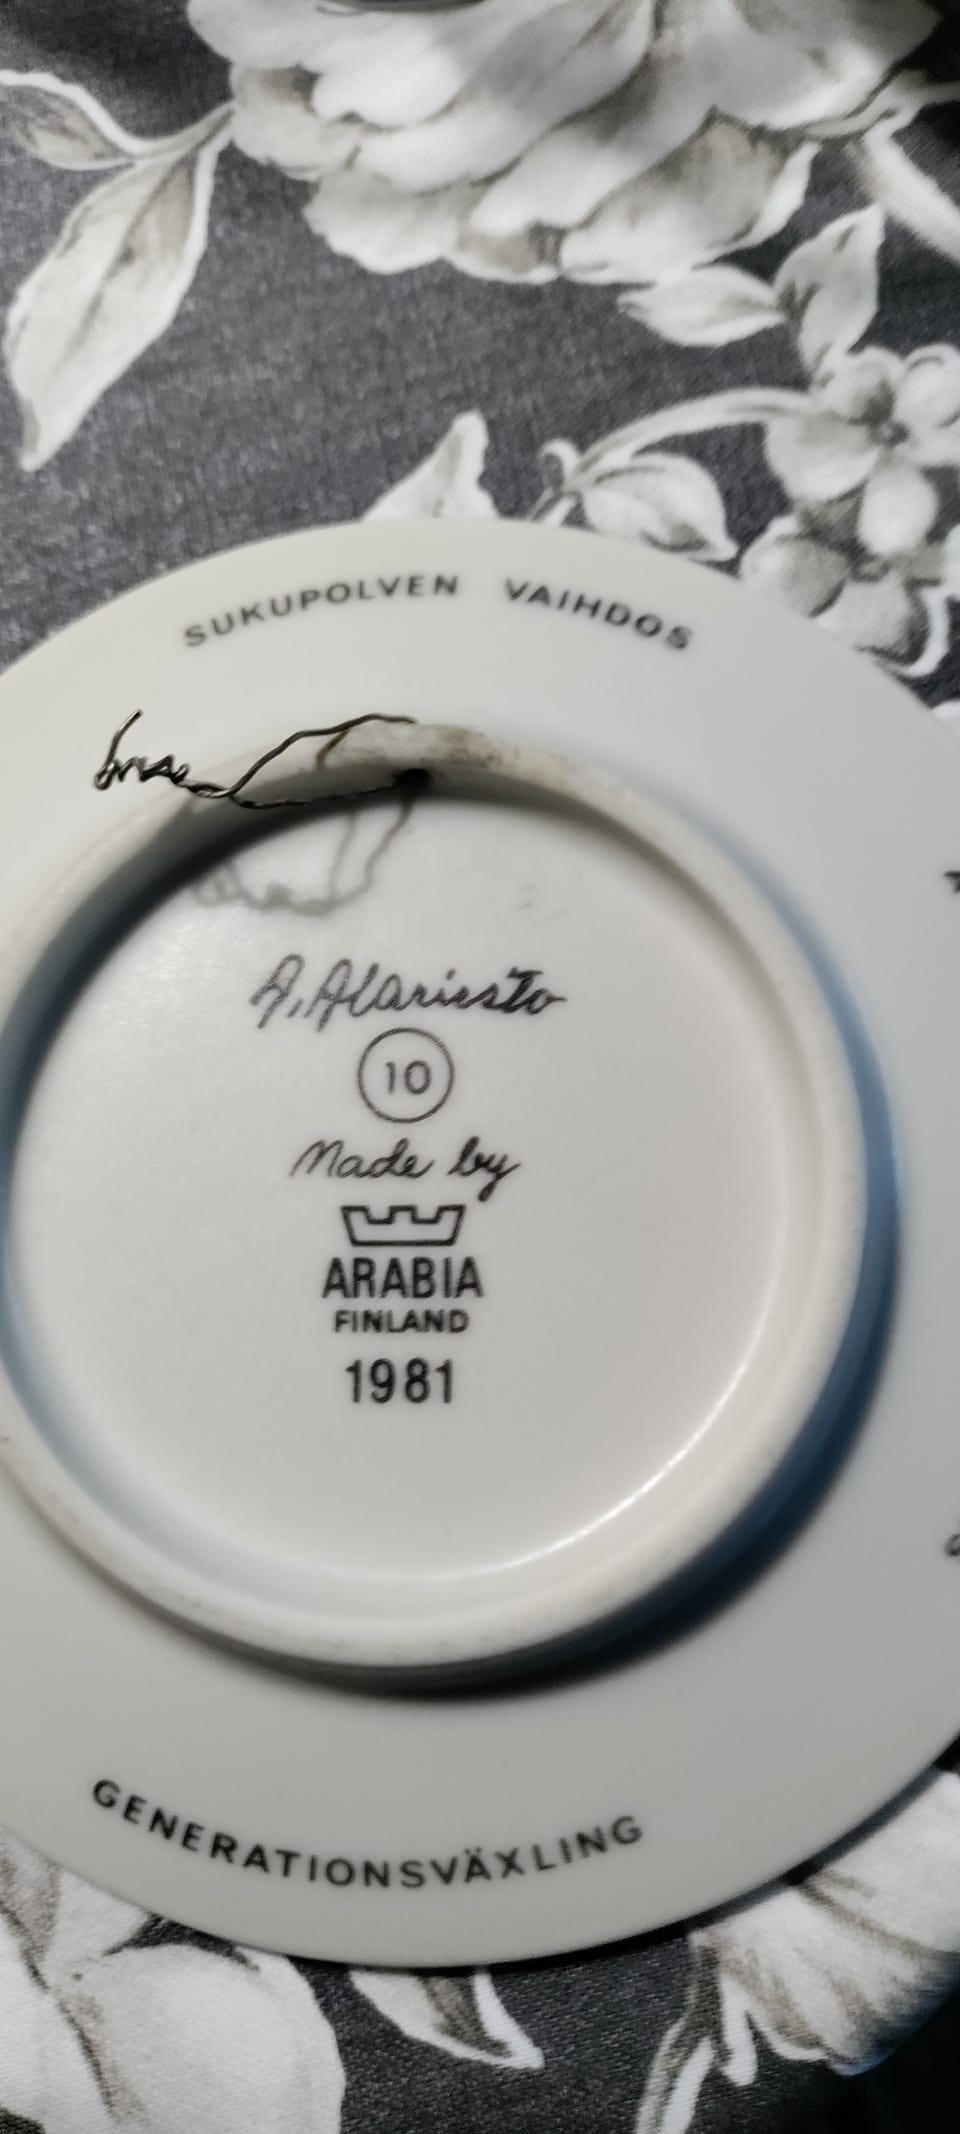 SUKUPOLVEN VAIHDOS
A. Alariesto
10
Made by
ARABIA
FINLAND
1981
GENERATIONSVÄXLING